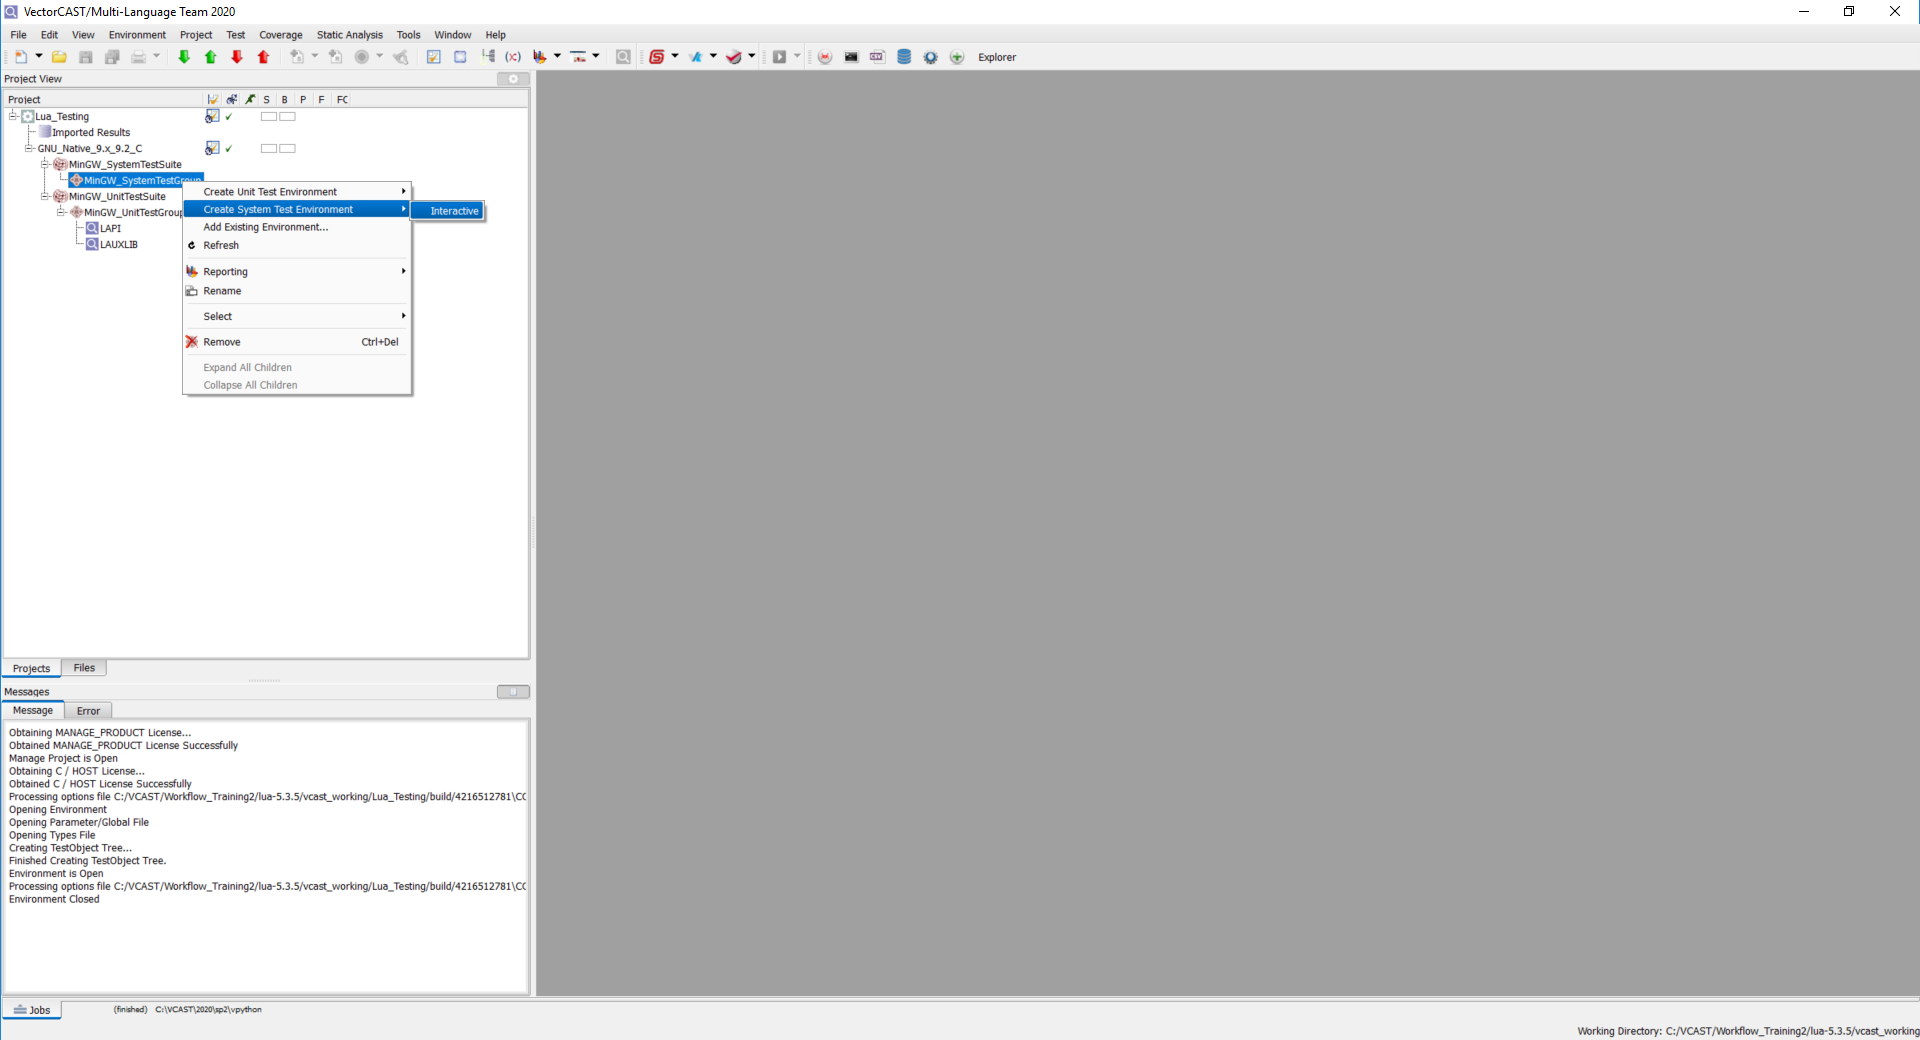 VectorCAST/Multi-Language Team 2020
File Edit View Environment Project Test Coverage Static Analysis Tools Window Help
Explorer
Project View
Project S B P F FC
Lua_Testing
Imported Results
GNU_Native_9.x_9.2_C
MinGW_SystemTestSuite
MinGW_SystemTestGroup
MinGW_UnitTestSuite
MinGW_UnitTestGroup
LAPI
LAUXLIB
Create Unit Test Environment
Create System Test Environment
Interactive
Add Existing Environment...
Refresh
Reporting
Rename
Select
Remove Ctrl+Del
Expand All Children
Collapse All Children
Projects Files
Messages
Message Error
Obtaining MANAGE_PRODUCT License...
Obtained MANAGE_PRODUCT License Successfully
Manage Project is Open
Obtaining C / HOST License...
Obtained C / HOST License Successfully
Processing options file C:/VCAST/Workflow_Training2/lua-5.3.5/vcast_working/Lua_Testing/build/4216512781\CC
Opening Environment
Opening Parameter/Global File
Opening Types File
Creating TestObject Tree...
Finished Creating TestObject Tree.
Environment is Open
Processing options file C:/VCAST/Workflow_Training2/lua-5.3.5/vcast_working/Lua_Testing/build/4216512781\CC
Environment Closed
Jobs (finished) C:\VCAST\2020\sp2\vpython
Working Directory: C:/VCAST/Workflow_Training2/lua-5.3.5/vcast_working